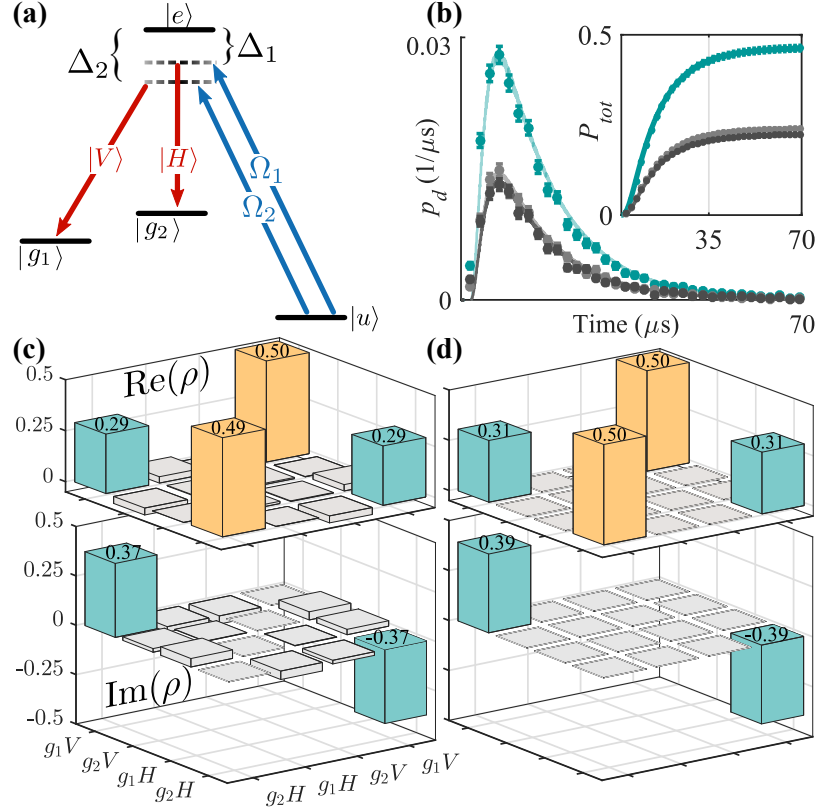 (a)
|e⟩
Δ₂
Δ₁
|V⟩
|H⟩
Ω₁
Ω₂
|g₁⟩
|g₂⟩
|u⟩
(b)
0.03
p_d (1/μs)
0
Time (μs)
70
0.5
P_tot
0
35
70
(c)
Re(ρ)
0.5
0.25
0
0.29
0.49
0.50
0.29
0.5
0.25
0
-0.25
-0.5
0.37
-0.37
Im(ρ)
g₁V
g₂V
g₁H
g₂H
g₂H
g₁H
g₂V
g₁V
(d)
0.31
0.50
0.50
0.31
0.39
-0.39